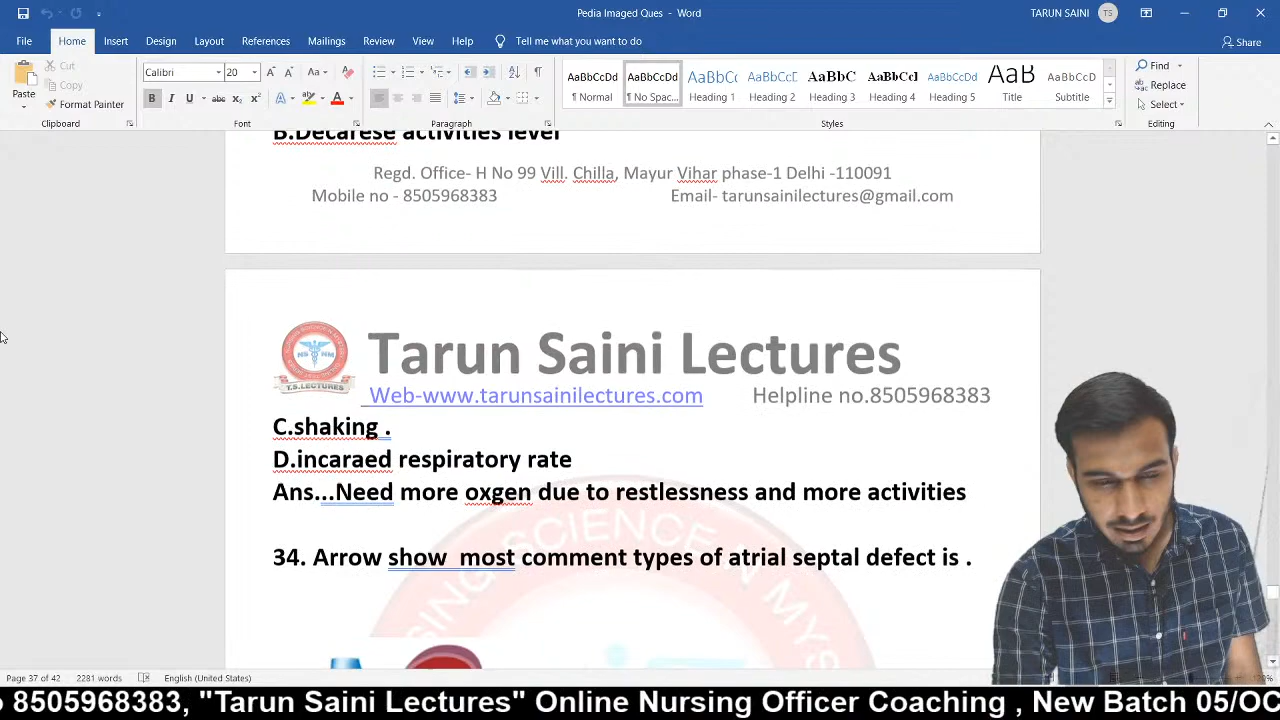 Pedia Imaged Ques - Word
TARUN SAINI
TS
File
Home
Insert
Design
Layout
References
Mailings
Review
View
Help
Tell me what you want to do
Share
Paste
Cut
Copy
Format Painter
Clipboard
Calibri
20
Font
Paragraph
AaBbCcDd
¶ Normal
AaBbCcDd
¶ No Spac...
AaBbCc
Heading 1
AaBbCcD
Heading 2
AaBbC
Heading 3
AaBbCcI
Heading 4
AaBbCcDd
Heading 5
AaB
Title
AaBbCcD
Subtitle
Styles
Find
Replace
Select
Editing
B.Decarese activities level
Regd. Office- H No 99 Vill. Chilla, Mayur Vihar phase-1 Delhi -110091
Mobile no - 8505968383 Email- tarunsainilectures@gmail.com
Tarun Saini Lectures
T.S.LECTURES
Web-www.tarunsainilectures.com Helpline no.8505968383
C.shaking .
D.incaraed respiratory rate
Ans...Need more oxgen due to restlessness and more activities
34. Arrow show most comment types of atrial septal defect is .
Page 37 of 42
2281 words
English (United States)
8505968383, "Tarun Saini Lectures" Online Nursing Officer Coaching , New Batch 05/OC